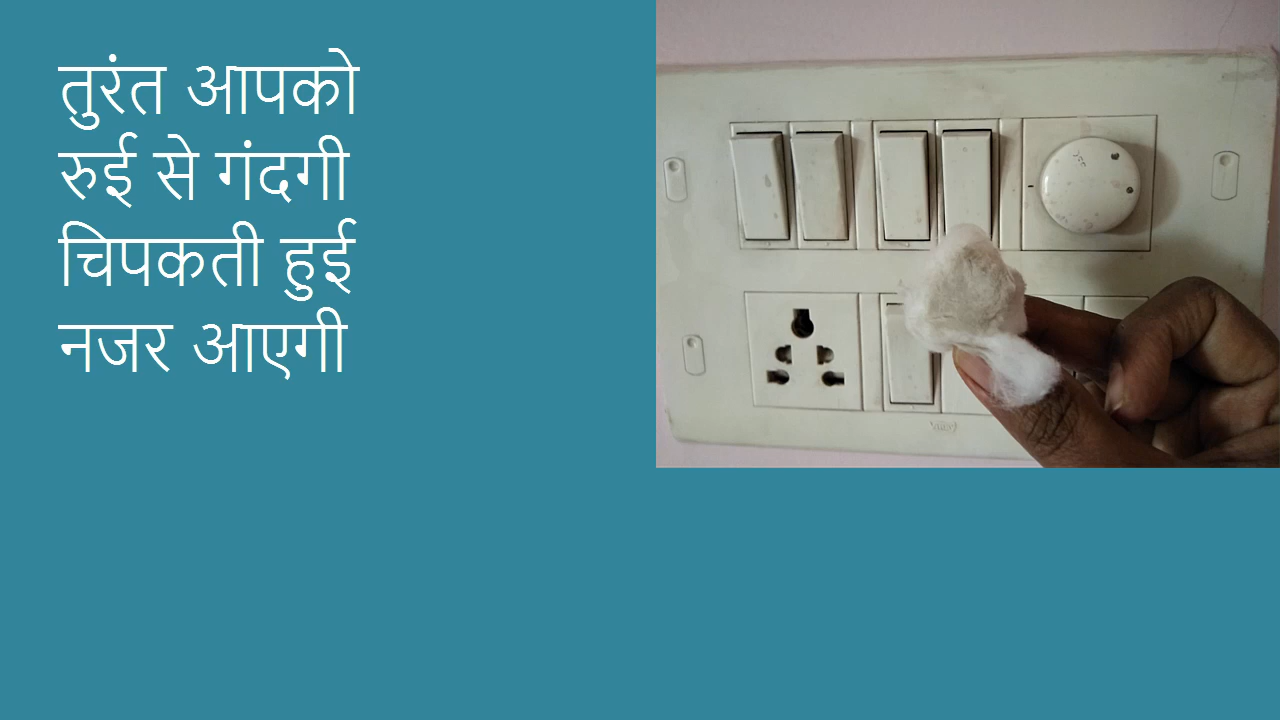 तुरंत आपको
रुई से गंदगी
चिपकती हुई
नजर आएगी